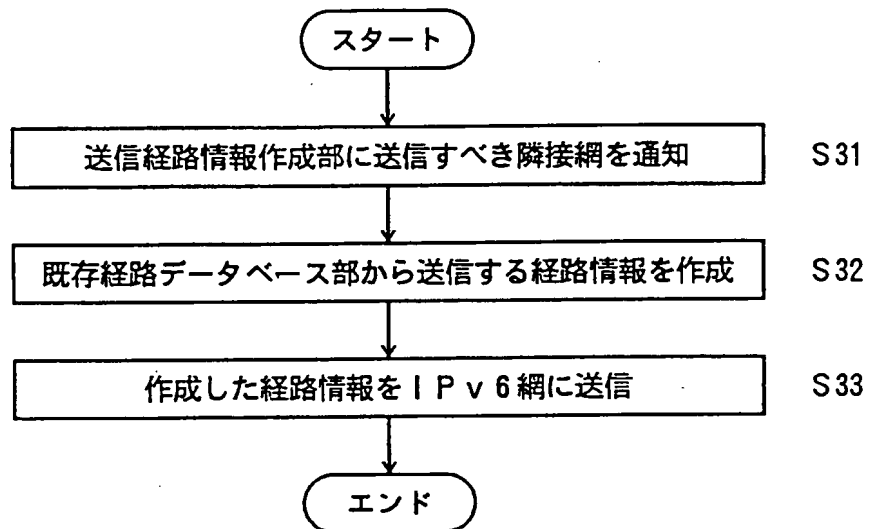 スタート
送信経路情報作成部に送信すべき隣接網を通知 S31
既存経路データベース部から送信する経路情報を作成 S32
作成した経路情報をIPv6網に送信 S33
エンド